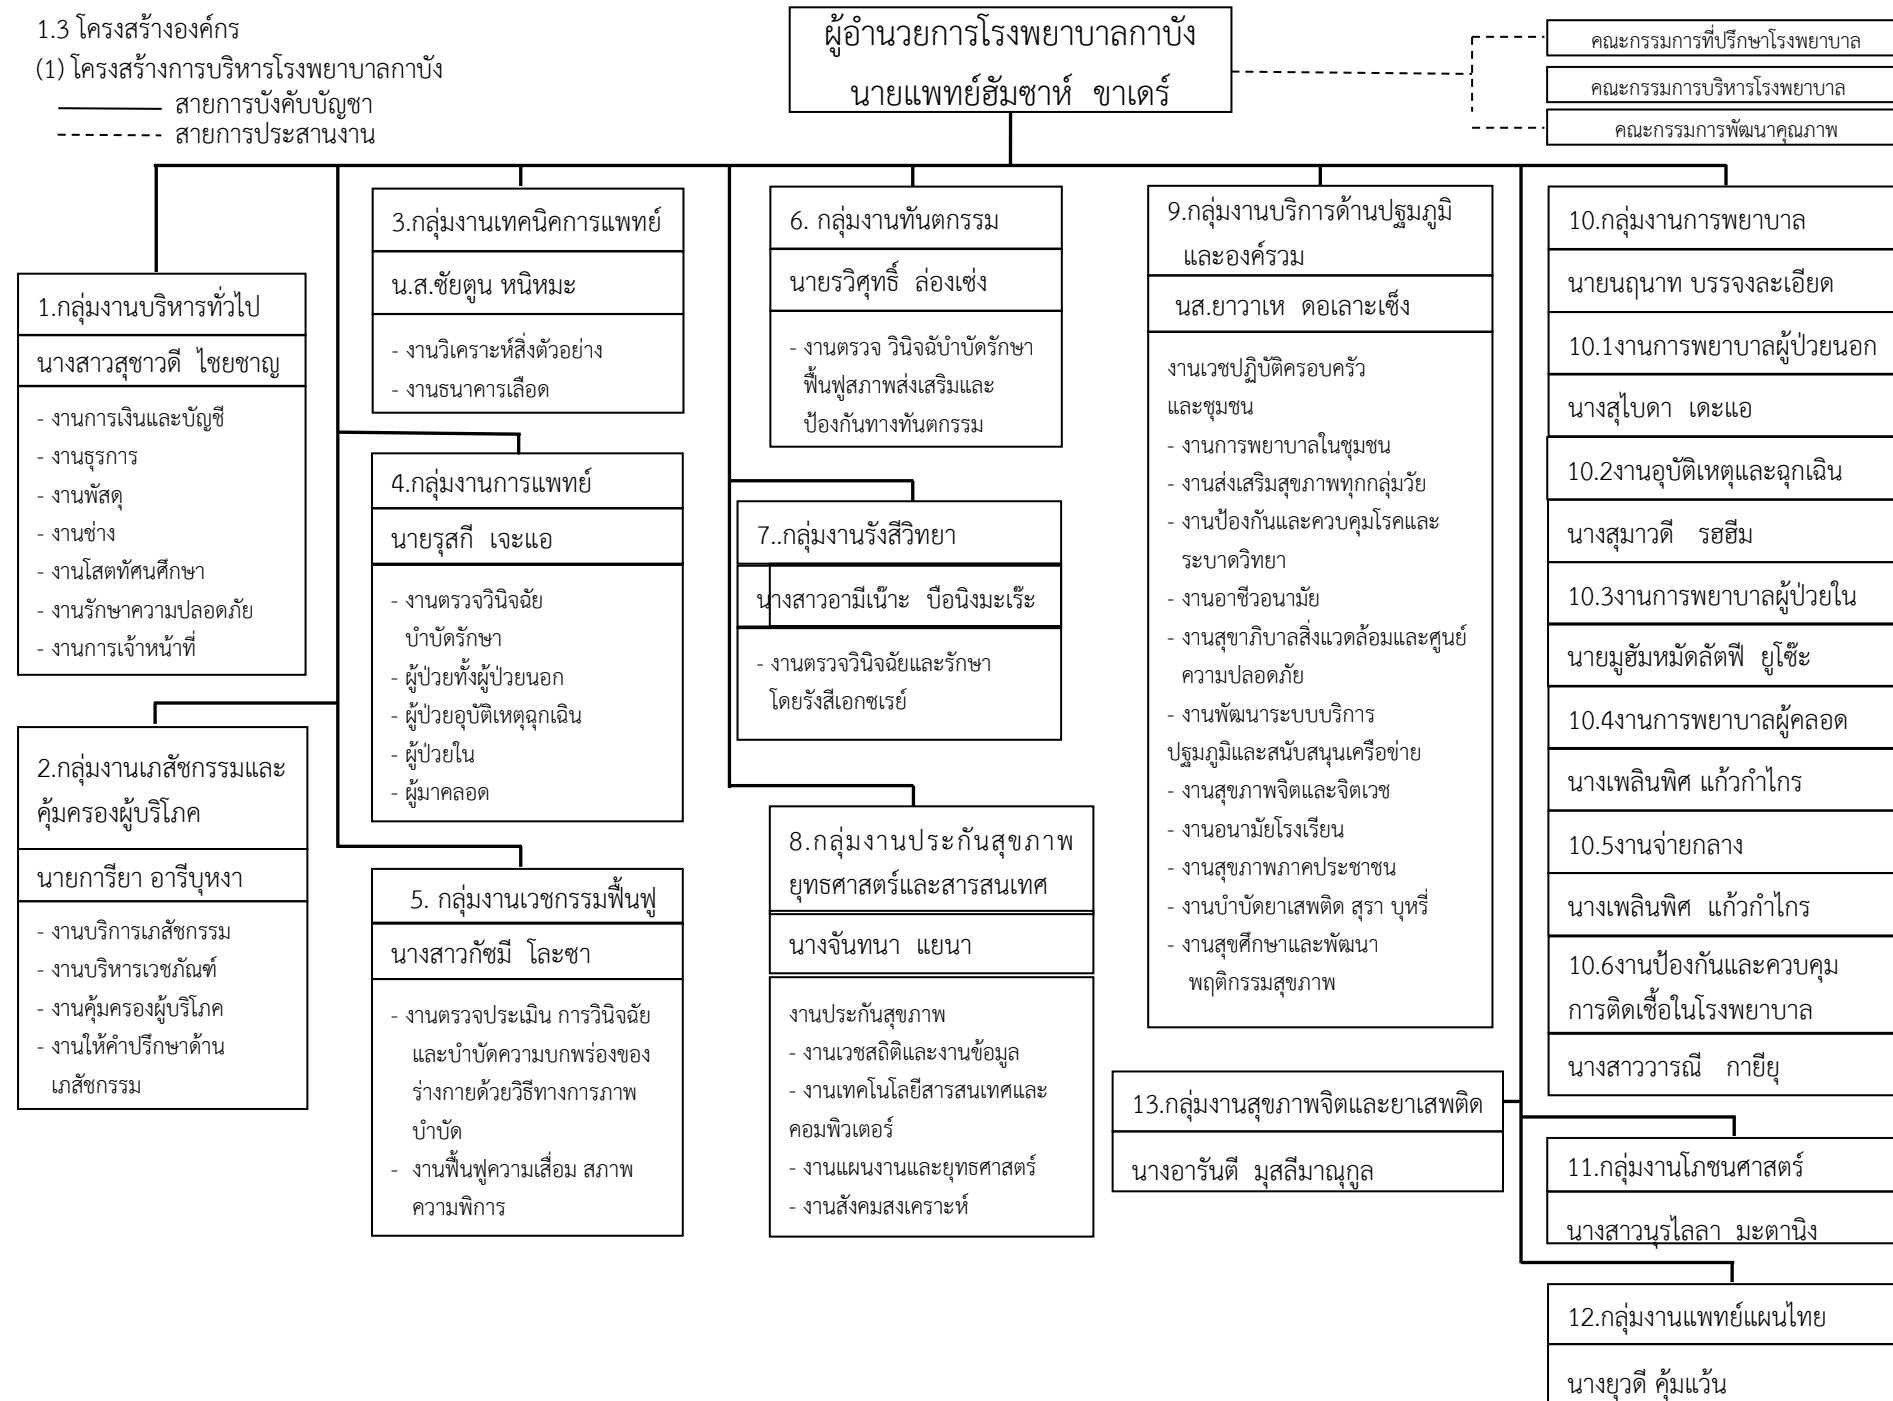 1.3 โครงสร้างองค์กร
(1) โครงสร้างการบริหารโรงพยาบาลกาบัง
สายการบังคับบัญชา
สายการประสานงาน
ผู้อำนวยการโรงพยาบาลกาบัง
นายแพทย์ฮัมซาห์ ขาเดร์
คณะกรรมการที่ปรึกษาโรงพยาบาล
คณะกรรมการบริหารโรงพยาบาล
คณะกรรมการพัฒนาคุณภาพ
1.กลุ่มงานบริหารทั่วไป
นางสาวสุชาวดี ไชยชาญ
- งานการเงินและบัญชี
- งานธุรการ
- งานพัสดุ
- งานช่าง
- งานโสตทัศนศึกษา
- งานรักษาความปลอดภัย
- งานการเจ้าหน้าที่
2.กลุ่มงานเภสัชกรรมและ
คุ้มครองผู้บริโภค
นายการียา อารีบุหงา
- งานบริการเภสัชกรรม
- งานบริหารเวชภัณฑ์
- งานคุ้มครองผู้บริโภค
- งานให้คำปรึกษาด้าน
เภสัชกรรม
3.กลุ่มงานเทคนิคการแพทย์
น.ส.ซัยตูน หนิหมะ
- งานวิเคราะห์สิ่งตัวอย่าง
- งานธนาคารเลือด
4.กลุ่มงานการแพทย์
นายรุสกี เจะแอ
- งานตรวจวินิจฉัย
บำบัดรักษา
- ผู้ป่วยทั้งผู้ป่วยนอก
- ผู้ป่วยอุบัติเหตุฉุกเฉิน
- ผู้ป่วยใน
- ผู้มาคลอด
5. กลุ่มงานเวชกรรมฟื้นฟู
นางสาวกัซมี โละซา
- งานตรวจประเมิน การวินิจฉัย
และบำบัดความบกพร่องของ
ร่างกายด้วยวิธีทางการภาพ
บำบัด
- งานฟื้นฟูความเสื่อม สภาพ
ความพิการ
6. กลุ่มงานทันตกรรม
นายรวิศุทธิ์ ล่องเซ่ง
- งานตรวจ วินิจฉับำบัดรักษา
ฟื้นฟูสภาพส่งเสริมและ
ป้องกันทางทันตกรรม
7..กลุ่มงานรังสีวิทยา
นางสาวอามีเน๊าะ บือนิงมะเร๊ะ
- งานตรวจวินิจฉัยและรักษา
โดยรังสีเอกซเรย์
8.กลุ่มงานประกันสุขภาพ
ยุทธศาสตร์และสารสนเทศ
นางจันทนา แยนา
งานประกันสุขภาพ
- งานเวชสถิติและงานข้อมูล
- งานเทคโนโลยีสารสนเทศและ
คอมพิวเตอร์
- งานแผนงานและยุทธศาสตร์
- งานสังคมสงเคราะห์
9.กลุ่มงานบริการด้านปฐมภูมิ
และองค์รวม
นส.ยาวาเห ดอเลาะเซ็ง
งานเวชปฏิบัติครอบครัว
และชุมชน
- งานการพยาบาลในชุมชน
- งานส่งเสริมสุขภาพทุกกลุ่มวัย
- งานป้องกันและควบคุมโรคและ
ระบาดวิทยา
- งานอาชีวอนามัย
- งานสุขาภิบาลสิ่งแวดล้อมและศูนย์
ความปลอดภัย
- งานพัฒนาระบบบริการ
ปฐมภูมิและสนับสนุนเครือข่าย
- งานสุขภาพจิตและจิตเวช
- งานอนามัยโรงเรียน
- งานสุขภาพภาคประชาชน
- งานบำบัดยาเสพติด สุรา บุหรี่
- งานสุขศึกษาและพัฒนา
พฤติกรรมสุขภาพ
10.กลุ่มงานการพยาบาล
นายนฤนาท บรรจงละเอียด
10.1งานการพยาบาลผู้ป่วยนอก
นางสุไบดา เดะแอ
10.2งานอุบัติเหตุและฉุกเฉิน
นางสุมาวดี รฮฮีม
10.3งานการพยาบาลผู้ป่วยใน
นายมูฮัมหมัดลัตฟี ยูโซ๊ะ
10.4งานการพยาบาลผู้คลอด
นางเพลินพิศ แก้วกำไกร
10.5งานจ่ายกลาง
นางเพลินพิศ แก้วกำไกร
10.6งานป้องกันและควบคุม
การติดเชื้อในโรงพยาบาล
นางสาววารณี กายียุ
13.กลุ่มงานสุขภาพจิตและยาเสพติด
นางอารันตี มุสลีมาณุกูล
11.กลุ่มงานโภชนศาสตร์
นางสาวนุรไลลา มะตานิง
12.กลุ่มงานแพทย์แผนไทย
นางยุวดี คุ้มแว้น